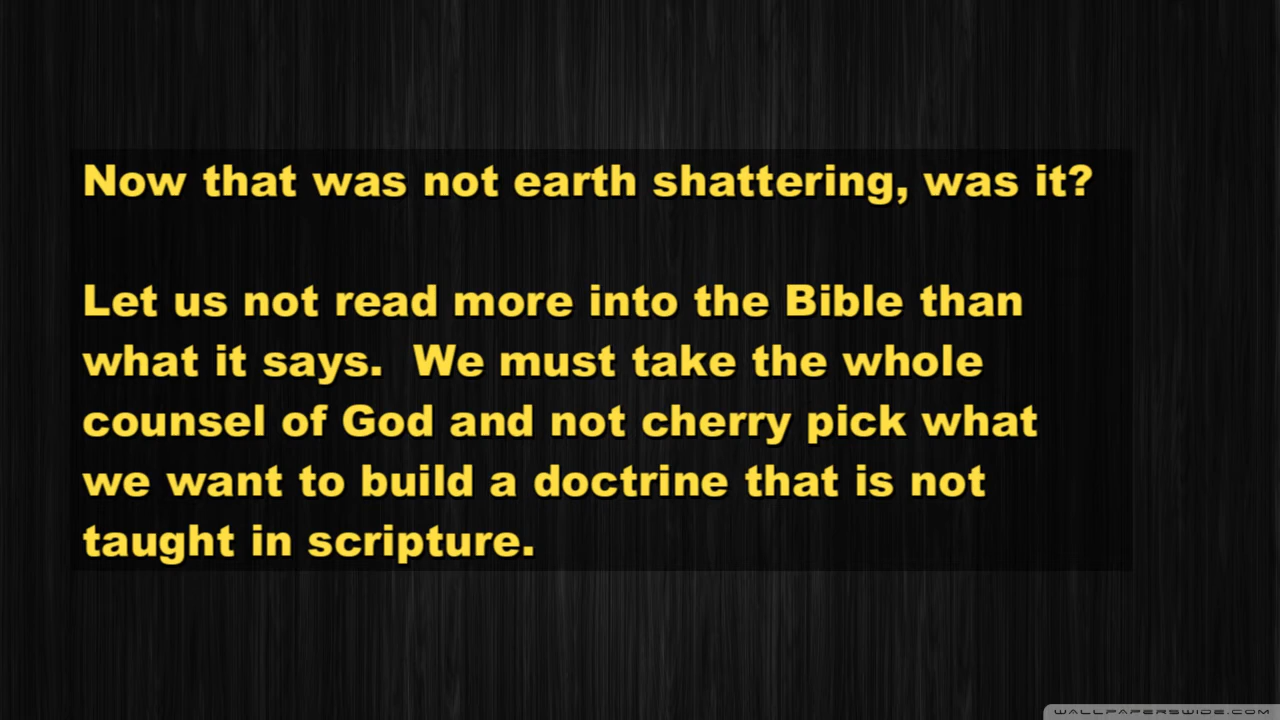 Now that was not earth shattering, was it?
Let us not read more into the Bible than
what it says.  We must take the whole
counsel of God and not cherry pick what
we want to build a doctrine that is not
taught in scripture.
WALLPAPERSWIDE.COM